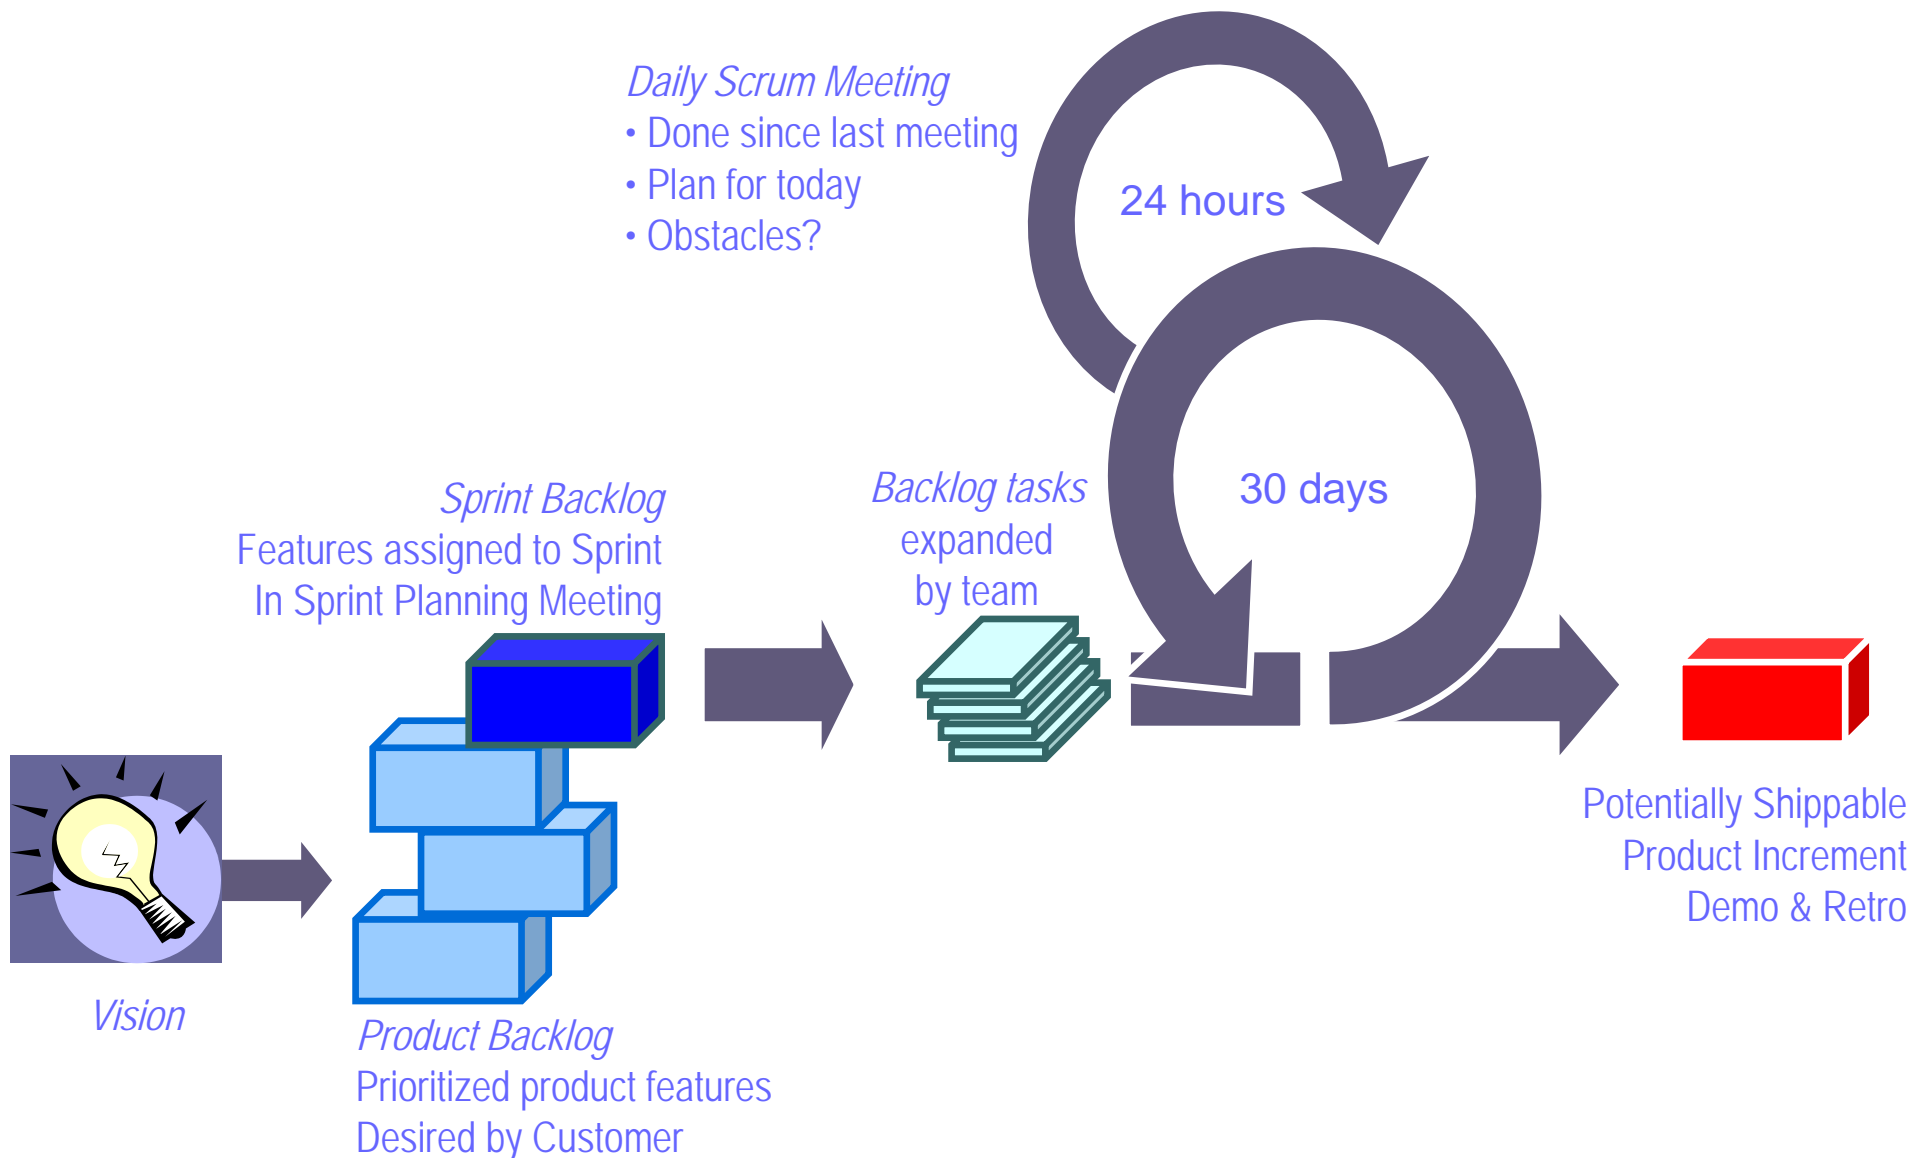 Daily Scrum Meeting
• Done since last meeting
• Plan for today
• Obstacles?
24 hours
30 days
Sprint Backlog
Features assigned to Sprint
In Sprint Planning Meeting
Backlog tasks
expanded
by team
Potentially Shippable
Product Increment
Demo & Retro
Vision
Product Backlog
Prioritized product features
Desired by Customer